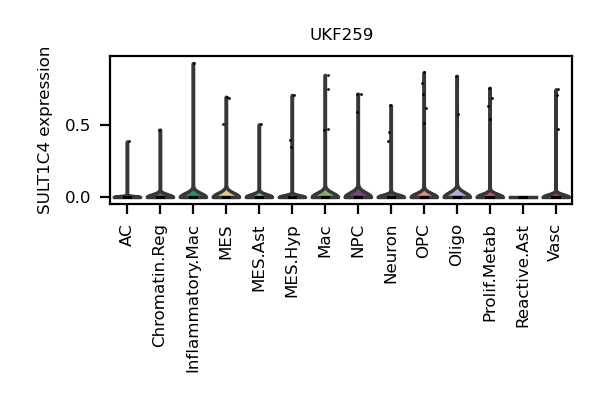 UKF259
SULT1C4 expression
0.5
0.0
AC
Chromatin.Reg
Inflammatory.Mac
MES
MES.Ast
MES.Hyp
Mac
NPC
Neuron
OPC
Oligo
Prolif.Metab
Reactive.Ast
Vasc